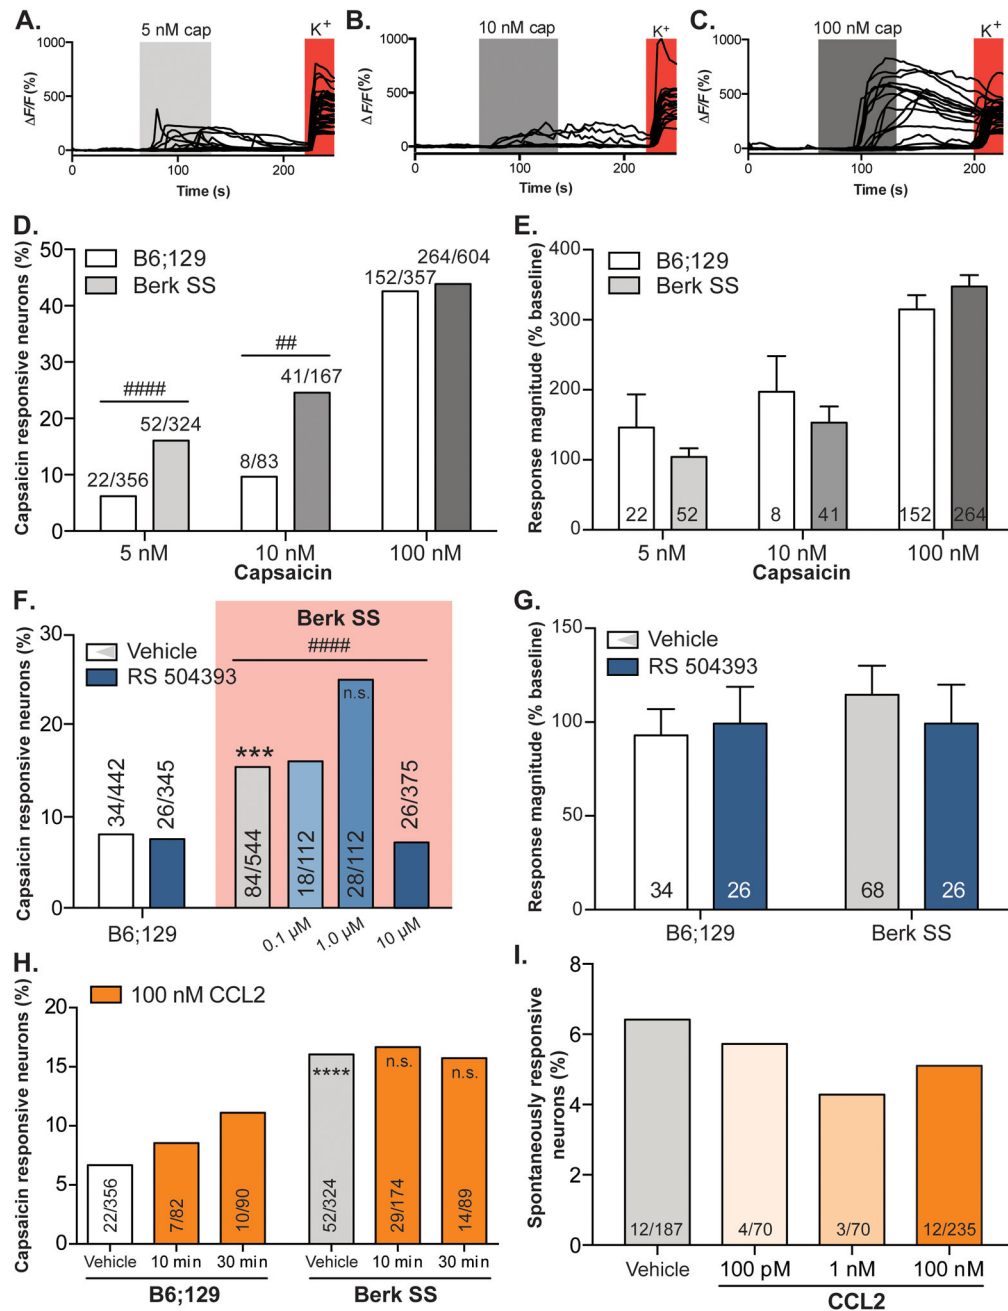 A.
5 nM cap
K+
1000
500
0
ΔF/F (%)
0
100
200
Time (s)
B.
10 nM cap
K+
1000
500
0
ΔF/F (%)
0
100
200
Time (s)
C.
100 nM cap
K+
1000
500
0
ΔF/F (%)
0
100
200
Time (s)
D.
Capsaicin responsive neurons (%)
50
40
30
20
10
0
B6;129
Berk SS
####
22/356
52/324
##
8/83
41/167
152/357
264/604
5 nM
10 nM
100 nM
Capsaicin
E.
Response magnitude (% baseline)
400
300
200
100
0
B6;129
Berk SS
22
52
8
41
152
264
5 nM
10 nM
100 nM
Capsaicin
F.
Capsaicin responsive neurons (%)
30
20
10
0
Vehicle
RS 504393
Berk SS
####
34/442
26/345
***
84/544
18/112
n.s.
28/112
26/375
B6;129
0.1 μM
1.0 μM
10 μM
G.
Response magnitude (% baseline)
150
100
50
0
Vehicle
RS 504393
34
26
68
26
B6;129
Berk SS
H.
Capsaicin responsive neurons (%)
20
15
10
5
0
100 nM CCL2
22/356
7/82
10/90
****
52/324
n.s.
29/174
n.s.
14/89
Vehicle
10 min
30 min
Vehicle
10 min
30 min
B6;129
Berk SS
I.
Spontaneously responsive
neurons (%)
8
6
4
2
0
12/187
4/70
3/70
12/235
Vehicle
100 pM
1 nM
100 nM
CCL2